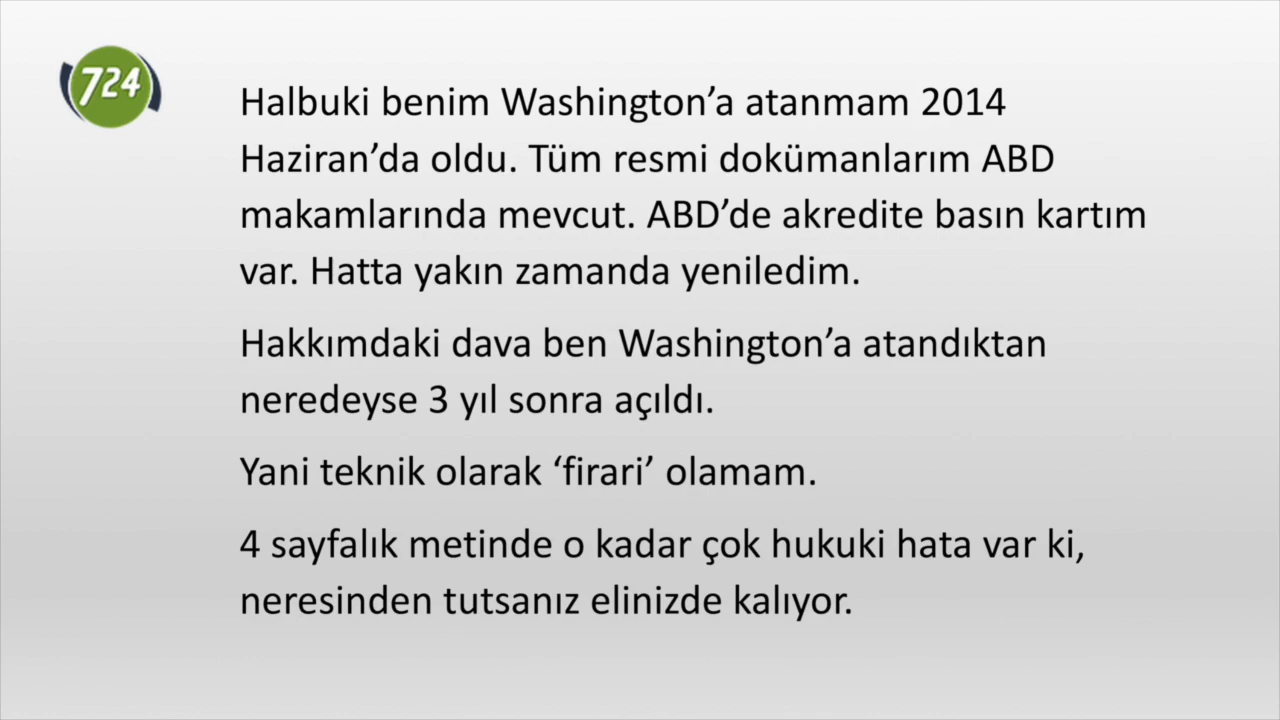 724
Halbuki benim Washington’a atanmam 2014
Haziran’da oldu. Tüm resmi dokümanlarım ABD
makamlarında mevcut. ABD’de akredite basın kartım
var. Hatta yakın zamanda yeniledim.
Hakkımdaki dava ben Washington’a atandıktan
neredeyse 3 yıl sonra açıldı.
Yani teknik olarak ‘firari’ olamam.
4 sayfalık metinde o kadar çok hukuki hata var ki,
neresinden tutsanız elinizde kalıyor.